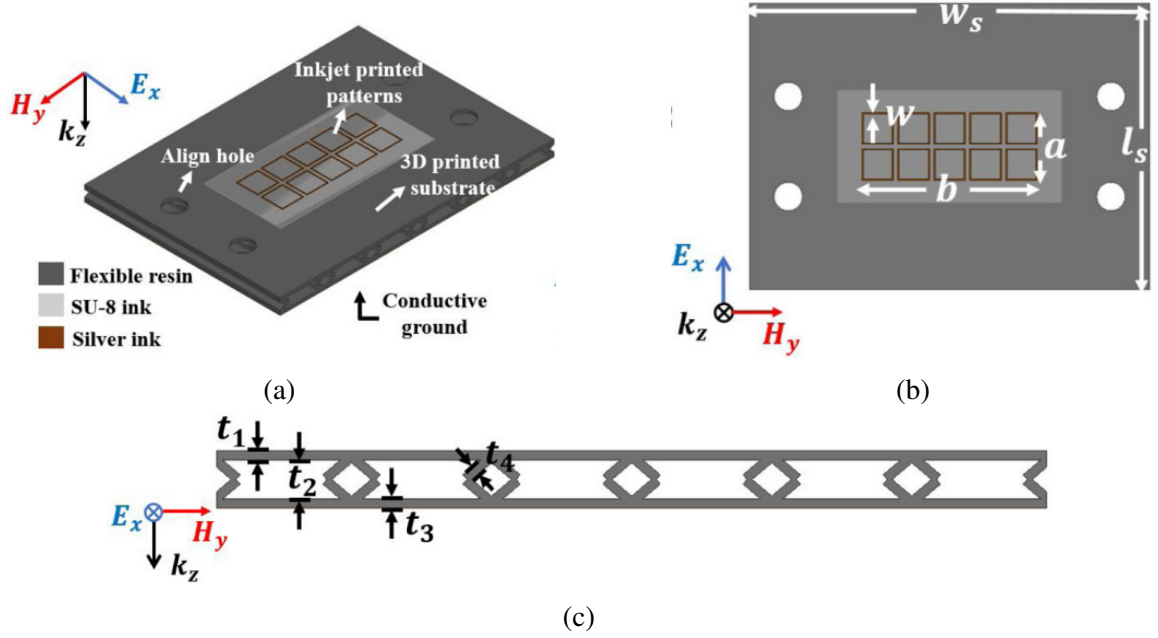 Inkjet printed
patterns
E_x
H_y
k_z
Align hole
3D printed
substrate
Flexible resin
SU-8 ink
Silver ink
Conductive
ground
(a)
w_s
w
a
l_s
b
E_x
k_z
H_y
(b)
t_1
t_2
t_4
t_3
E_x
H_y
k_z
(c)